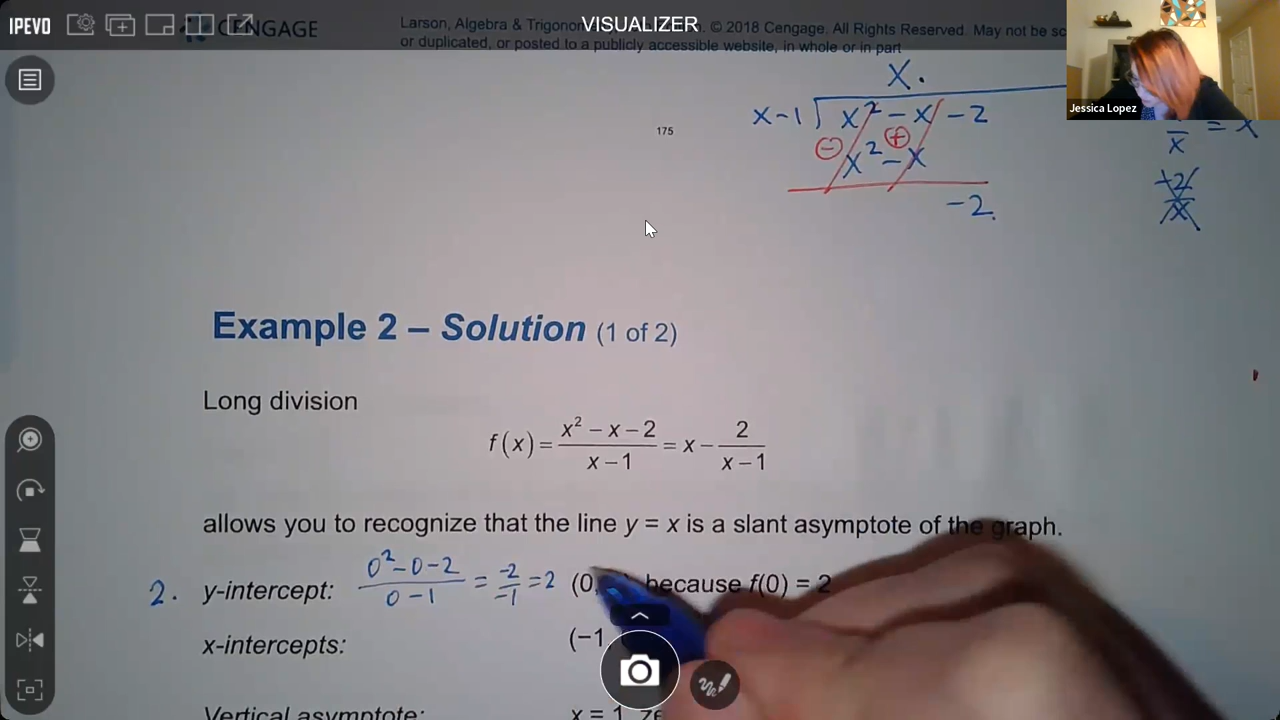 IPEVO
VISUALIZER
CENGAGE
Larson, Algebra & © 2018 Cengage. All Rights Reserved. May not be
or duplicated, or posted to a publicly accessible website, in whole or in part
Jessica Lopez
x.
x-1 x²-x-2
x²-x
-2.
= x
x
+2
x
175
Example 2 – Solution (1 of 2)
Long division
f(x) = (x² − x − 2)/(x − 1) = x − 2/(x − 1)
allows you to recognize that the line y = x is a slant asymptote of the graph.
2. y-intercept: (0²-0-2)/(0-1) = -2/-1 = 2 (0, because f(0) = 2
x-intercepts: (−1
Vertical asymptote: x = 1,